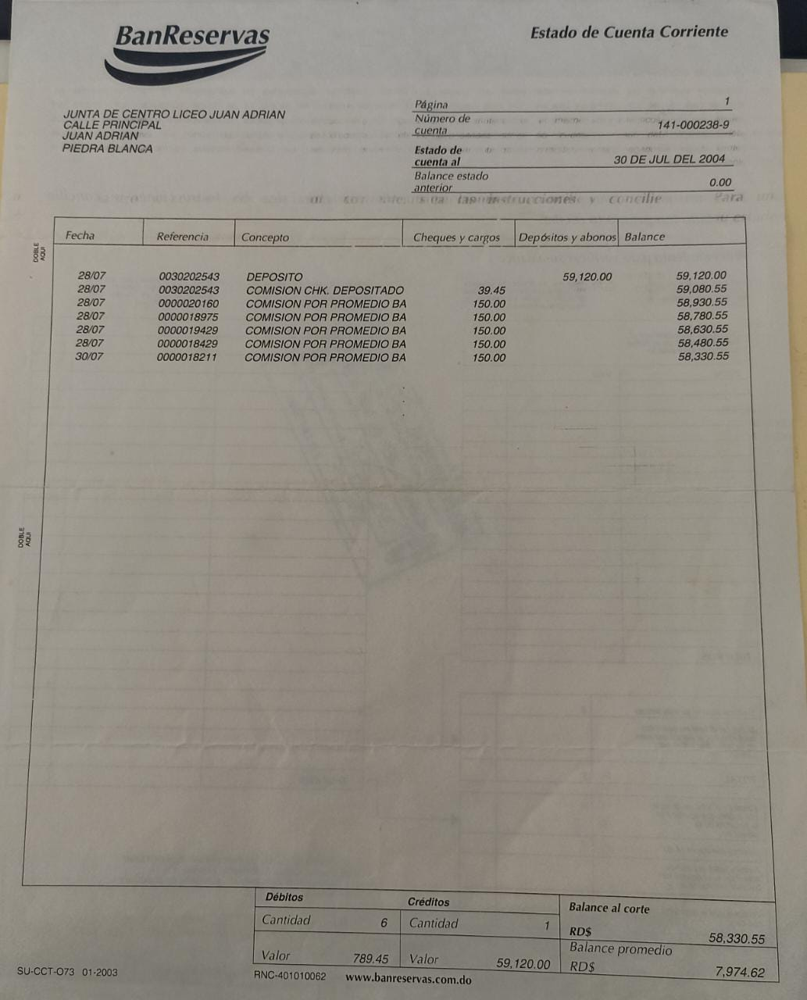 BanReservas
Estado de Cuenta Corriente
JUNTA DE CENTRO LICEO JUAN ADRIAN
CALLE PRINCIPAL
JUAN ADRIAN
PIEDRA BLANCA
Página 1
Número de cuenta 141-000238-9
Estado de cuenta al 30 DE JUL DEL 2004
Balance estado anterior 0.00
instrucciones y concilie Para
DOBLE AQUI
Fecha Referencia Concepto Cheques y cargos Depósitos y abonos Balance
28/07 0030202543 DEPOSITO 59,120.00 59,120.00
28/07 0030202543 COMISION CHK. DEPOSITADO 39.45 59,080.55
28/07 0000020160 COMISION POR PROMEDIO BA 150.00 58,930.55
28/07 0000018975 COMISION POR PROMEDIO BA 150.00 58,780.55
28/07 0000019429 COMISION POR PROMEDIO BA 150.00 58,630.55
28/07 0000018429 COMISION POR PROMEDIO BA 150.00 58,480.55
30/07 0000018211 COMISION POR PROMEDIO BA 150.00 58,330.55
DOBLE AQUI
Débitos Créditos Balance al corte
Cantidad 6 Cantidad 1 RD$ 58,330.55
Balance promedio
Valor 789.45 Valor 59,120.00 RD$ 7,974.62
SU-CCT-O73 01-2003 RNC-401010062 www.banreservas.com.do